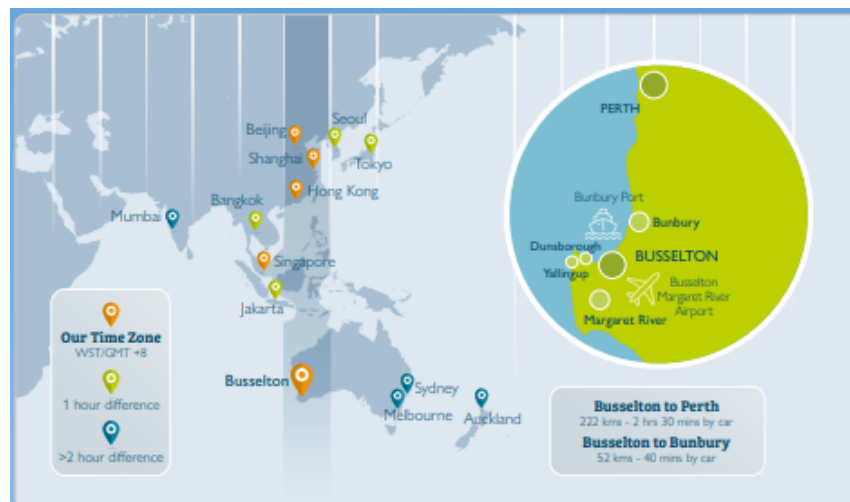 Seoul
Beijing
Shanghai
Tokyo
Hong Kong
Bangkok
Mumbai
Singapore
Jakarta
Our Time Zone
WST/GMT +8
1 hour difference
>2 hour difference
Busselton
Sydney
Melbourne
Auckland
PERTH
Bunbury Port
Bunbury
Dunsborough
BUSSELTON
Yallingup
Busselton
Margaret River
Airport
Margaret River
Busselton to Perth
222 kms - 2 hrs 30 mins by car
Busselton to Bunbury
52 kms - 40 mins by car